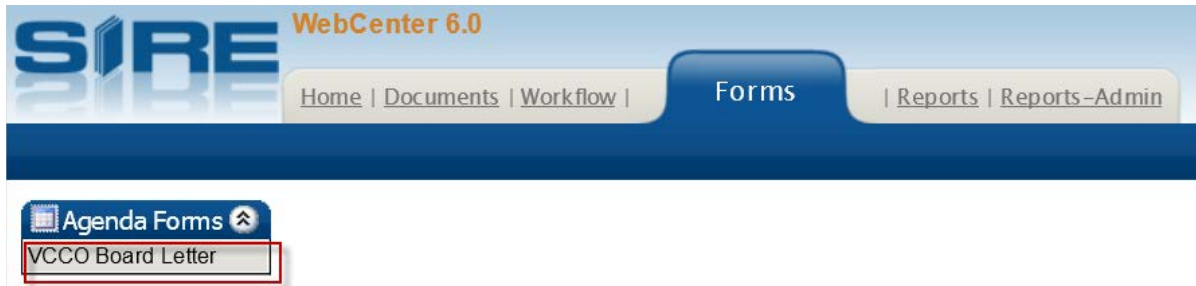 SIRE
WebCenter 6.0
Home | Documents | Workflow | Forms | Reports | Reports-Admin
Agenda Forms
VCCO Board Letter